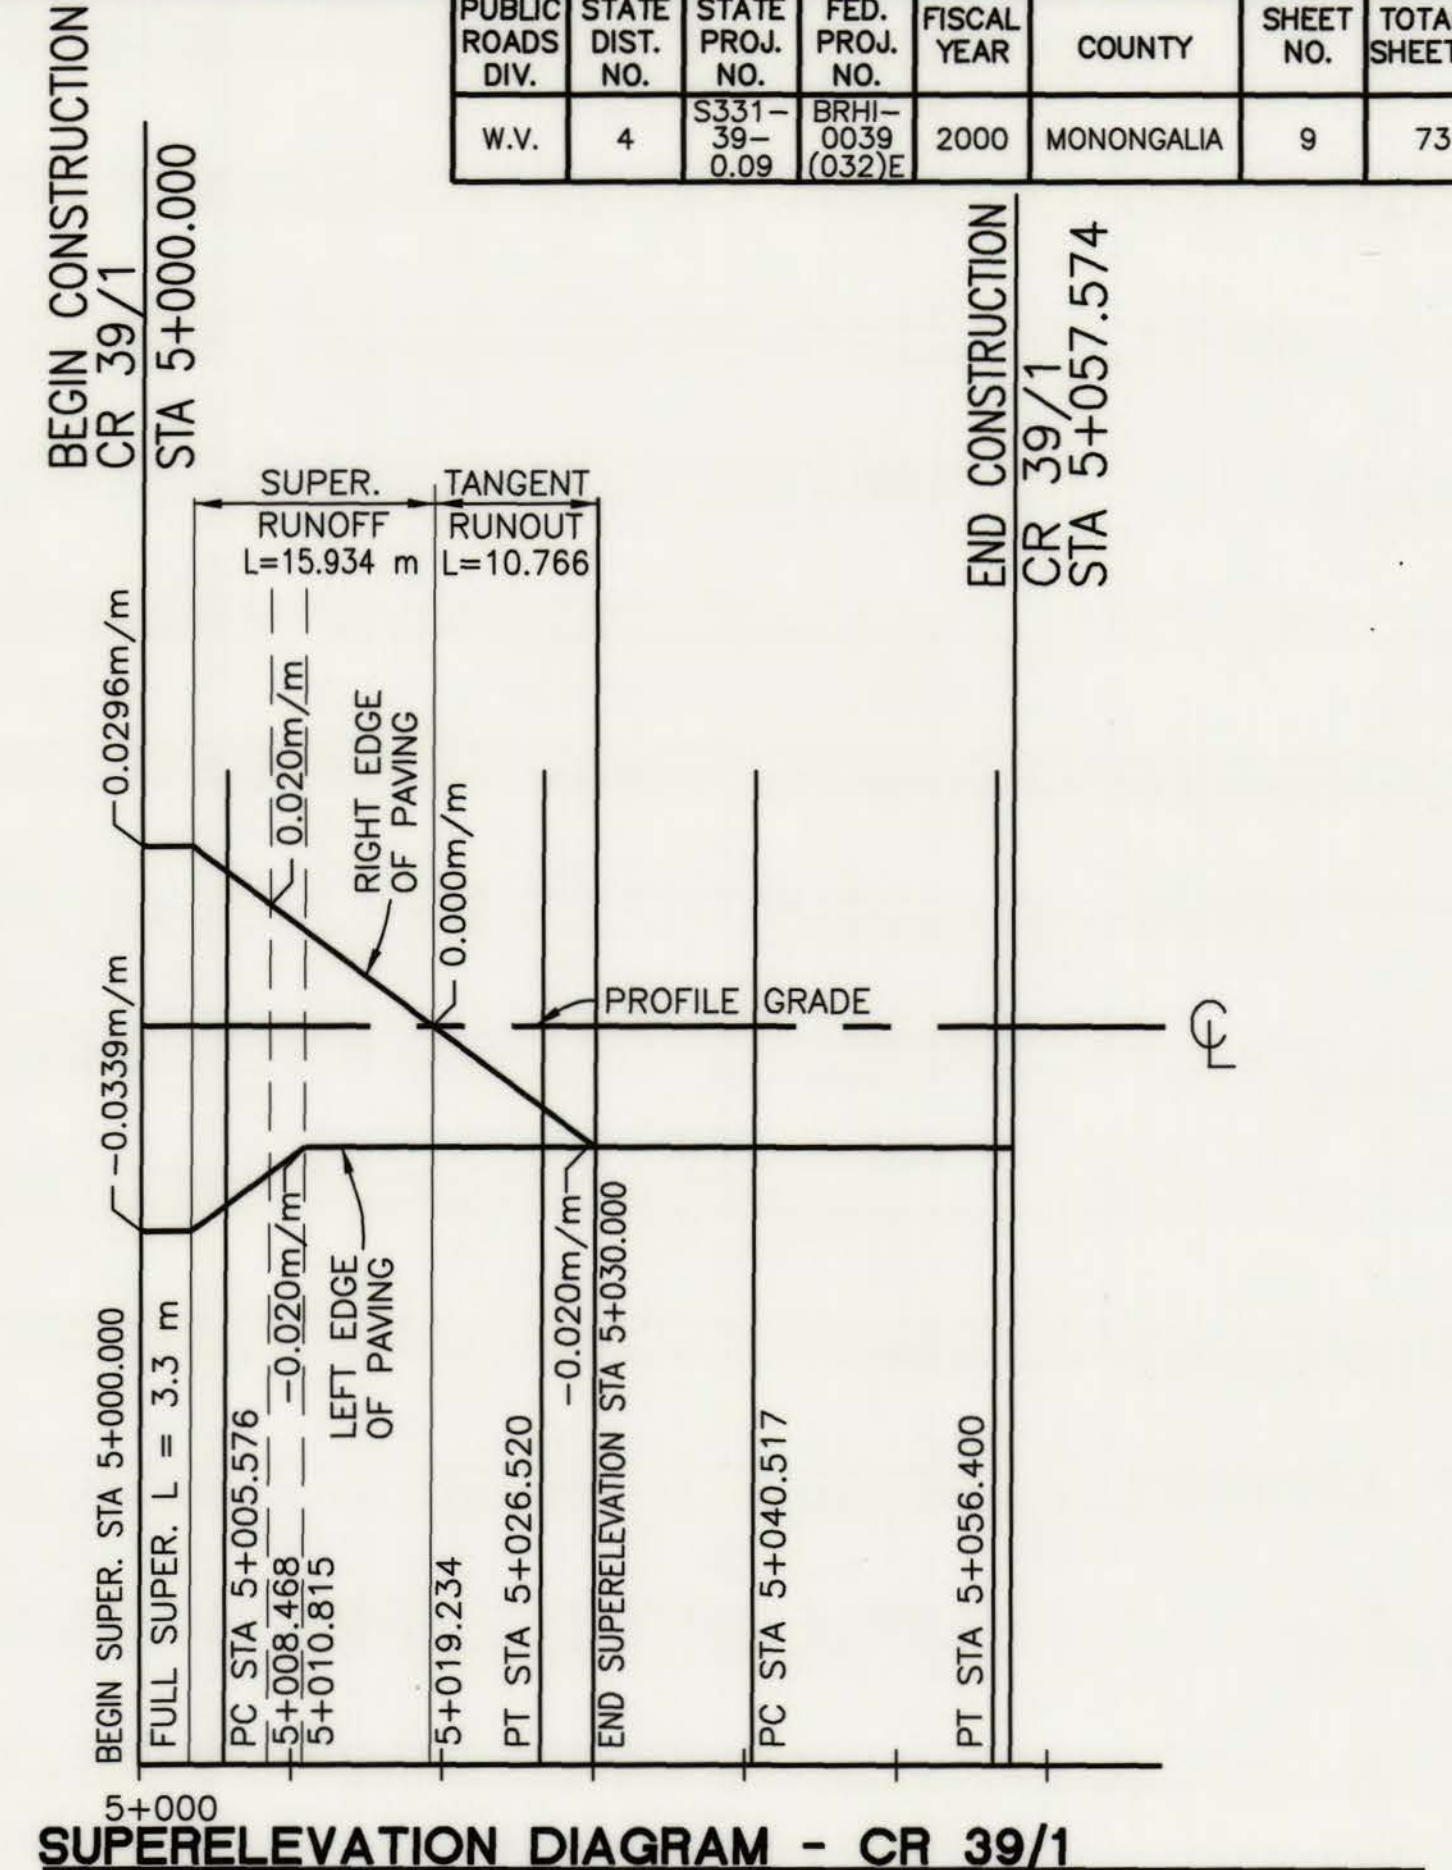 PUBLIC ROADS DIV.
STATE DIST. NO.
STATE PROJ. NO.
FED. PROJ. NO.
FISCAL YEAR
COUNTY
SHEET NO.
W.V.
4
S331-39-0.09
BRHI-0039(032)E
2000
MONONGALIA
9
73
BEGIN CONSTRUCTION
CR 39/1
STA 5+000.000
END CONSTRUCTION
CR 39/1
STA 5+057.574
SUPER.
RUNOFF
L=15.934 m
TANGENT
RUNOUT
L=10.766
-0.0296m/m
0.020m/m
RIGHT EDGE
OF PAVING
0.000m/m
PROFILE GRADE
CL
-0.0339m/m
-0.020m/m
LEFT EDGE
OF PAVING
-0.020m/m
BEGIN SUPER. STA 5+000.000
FULL SUPER. L = 3.3 m
PC STA 5+005.576
5+008.468
5+010.815
5+019.234
PT STA 5+026.520
END SUPERELEVATION STA 5+030.000
PC STA 5+040.517
PT STA 5+056.400
5+000
SUPERELEVATION DIAGRAM - CR 39/1